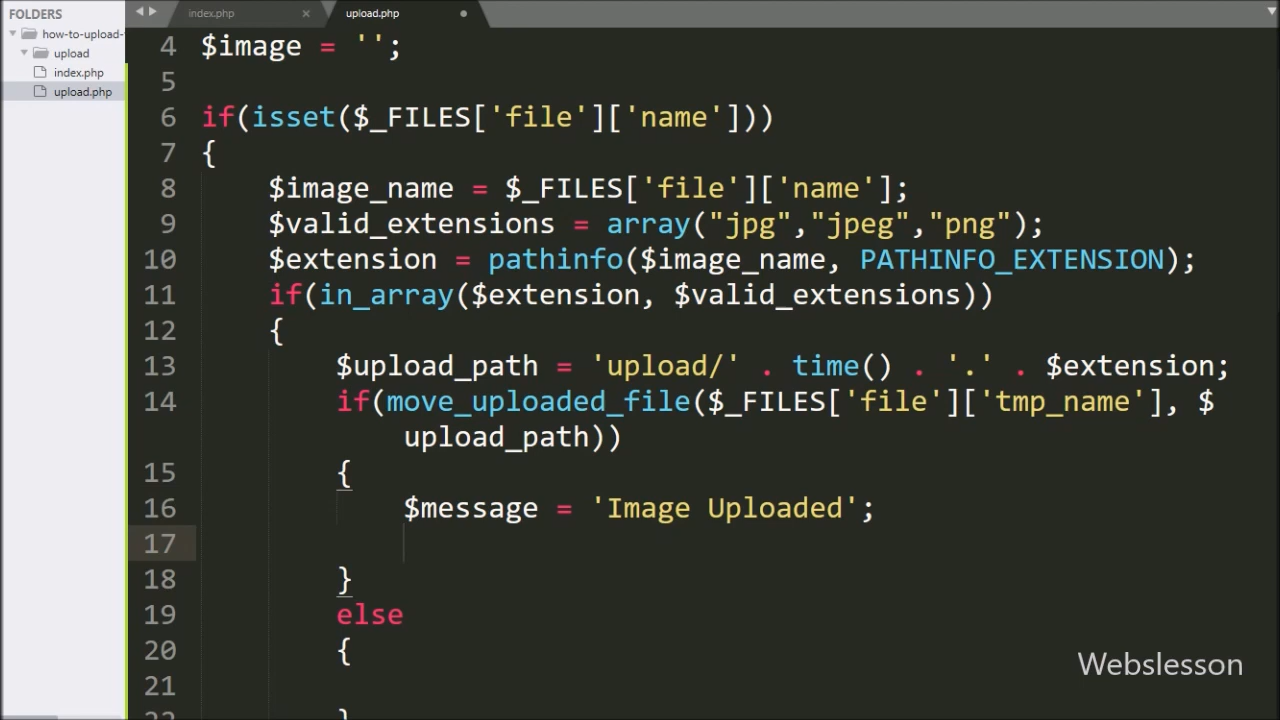 FOLDERS
how-to-upload-
upload
index.php
upload.php
index.php
upload.php
4 $image = '';
5
6 if(isset($_FILES['file']['name']))
7 {
8 $image_name = $_FILES['file']['name'];
9 $valid_extensions = array("jpg","jpeg","png");
10 $extension = pathinfo($image_name, PATHINFO_EXTENSION);
11 if(in_array($extension, $valid_extensions))
12 {
13 $upload_path = 'upload/' . time() . '.' . $extension;
14 if(move_uploaded_file($_FILES['file']['tmp_name'], $
upload_path))
15 {
16 $message = 'Image Uploaded';
17
18 }
19 else
20 {
21
22 }
Webslesson